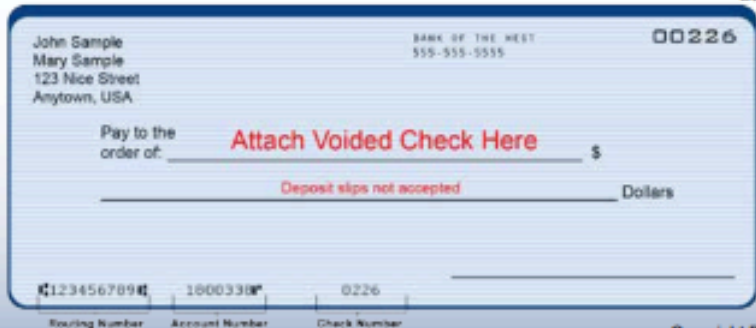 John Sample
Mary Sample
123 Nice Street
Anytown, USA
BANK OF THE WEST
555-555-5555
00226
Pay to the
order of:
Attach Voided Check Here
$
Deposit slips not accepted
Dollars
⑆123456789⑆ 1800338⑈ 0226
Routing Number Account Number Check Number